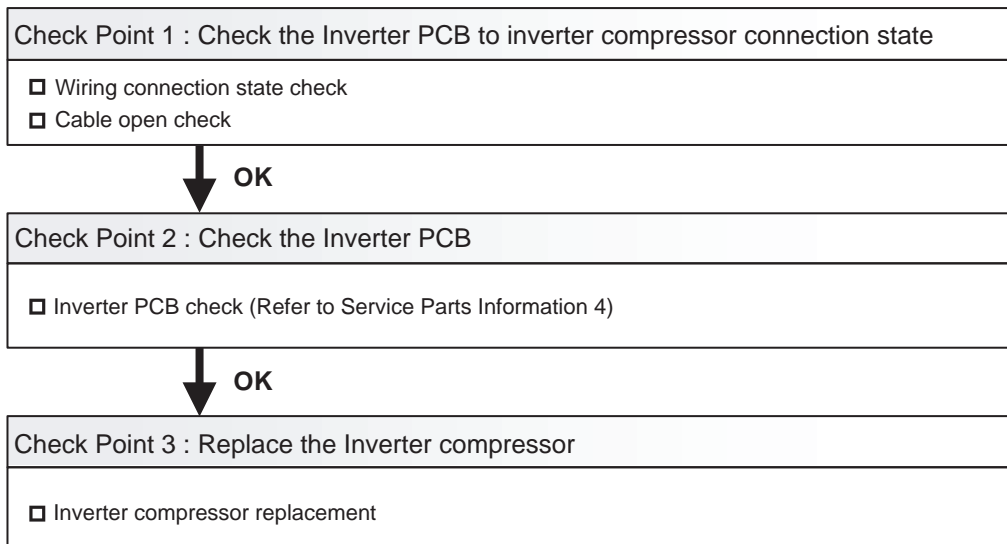 Check Point 1 : Check the Inverter PCB to inverter compressor connection state
Wiring connection state check
Cable open check
OK
Check Point 2 : Check the Inverter PCB
Inverter PCB check (Refer to Service Parts Information 4)
OK
Check Point 3 : Replace the Inverter compressor
Inverter compressor replacement